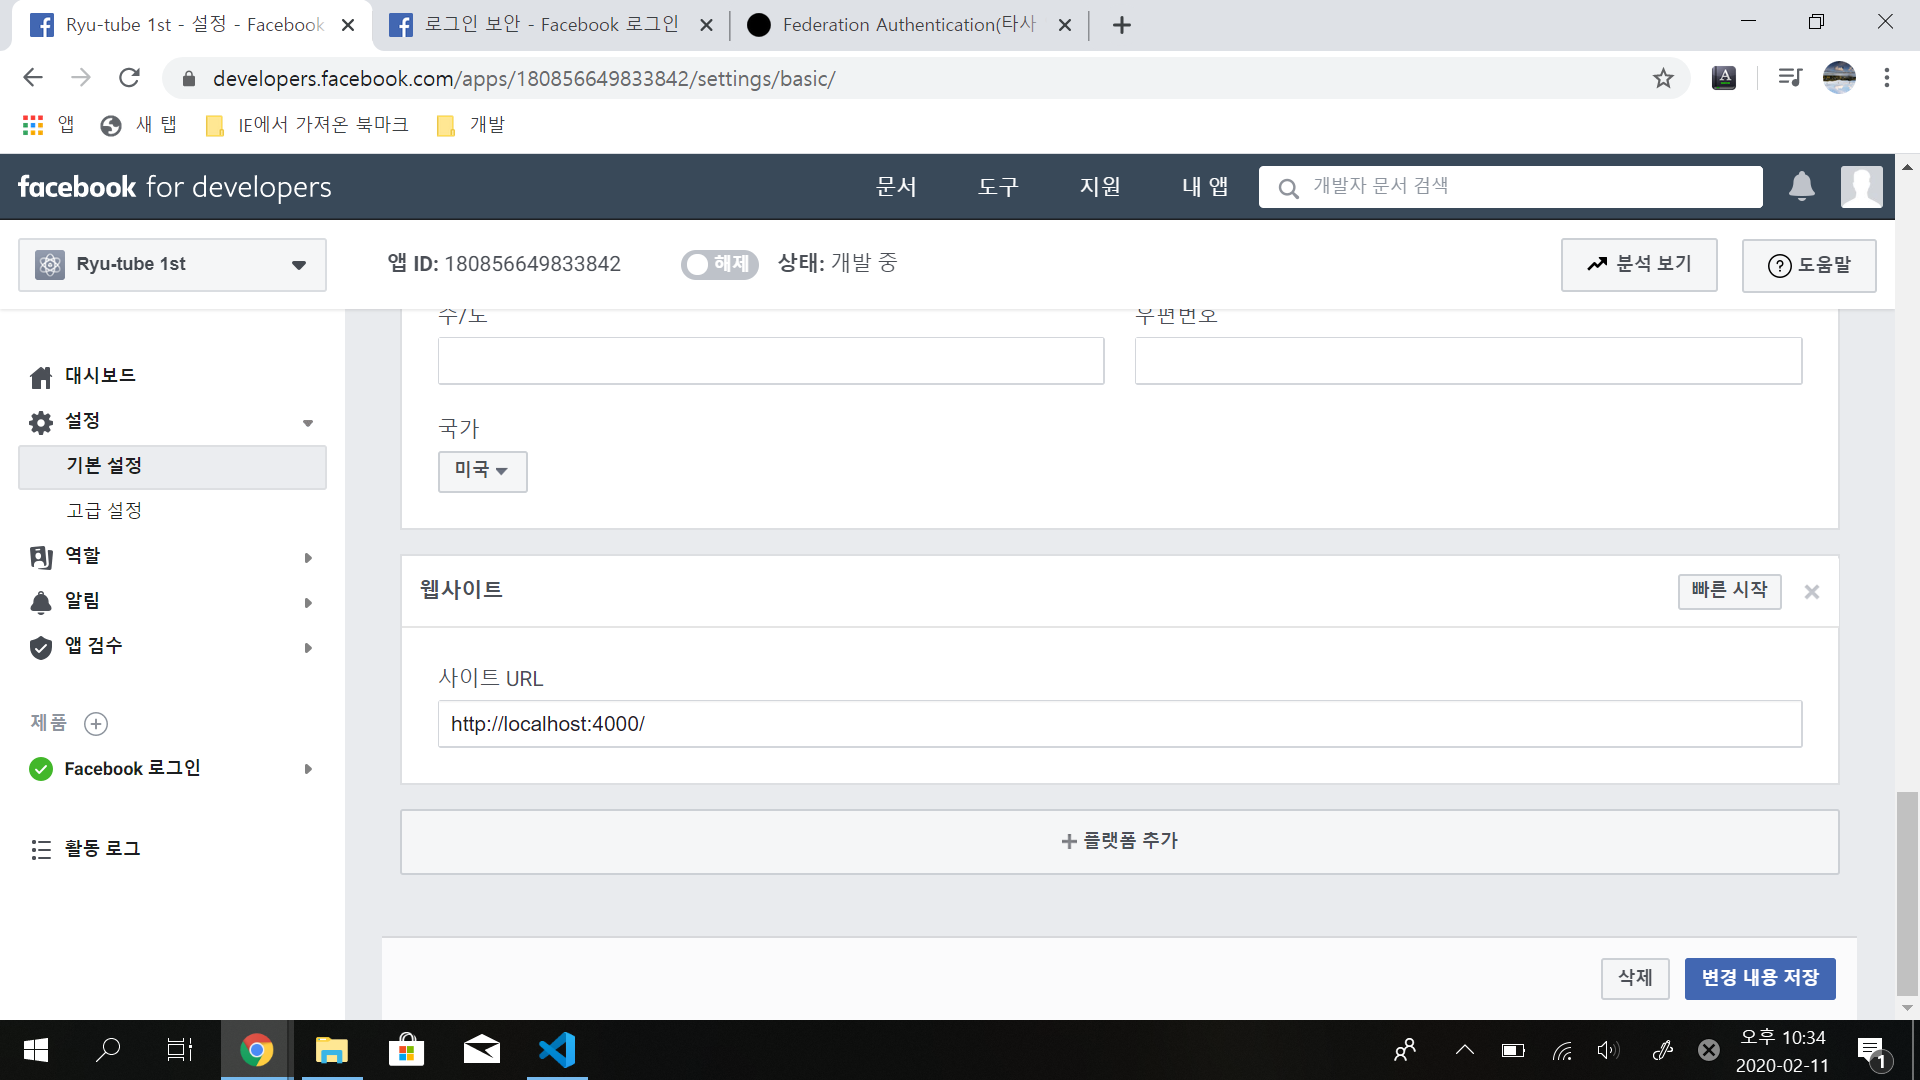 Ryu-tube 1st - 설정 - Facebook
로그인 보안 - Facebook 로그인
Federation Authentication(타사
developers.facebook.com/apps/180856649833842/settings/basic/
앱
새 탭
IE에서 가져온 북마크
개발
facebook for developers
문서
도구
지원
내 앱
개발자 문서 검색
Ryu-tube 1st
앱 ID: 180856649833842
해제
상태: 개발 중
분석 보기
도움말
주/도
우편번호
대시보드
설정
국가
미국
기본 설정
고급 설정
역할
알림
앱 검수
웹사이트
빠른 시작
사이트 URL
http://localhost:4000/
제품
Facebook 로그인
플랫폼 추가
활동 로그
삭제
변경 내용 저장
오후 10:34
2020-02-11
1